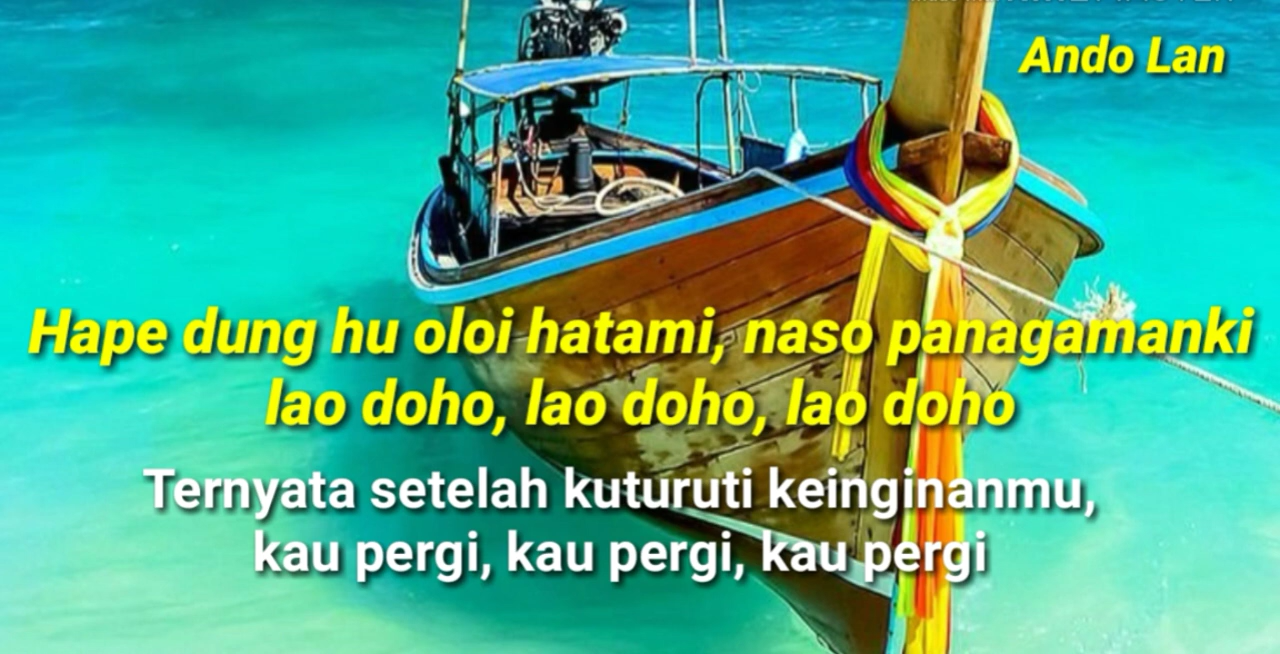 Ando Lan
Hape dung hu oloi hatami, naso panagamanki
lao doho, lao doho, lao doho
Ternyata setelah kuturuti keinginanmu,
kau pergi, kau pergi, kau pergi